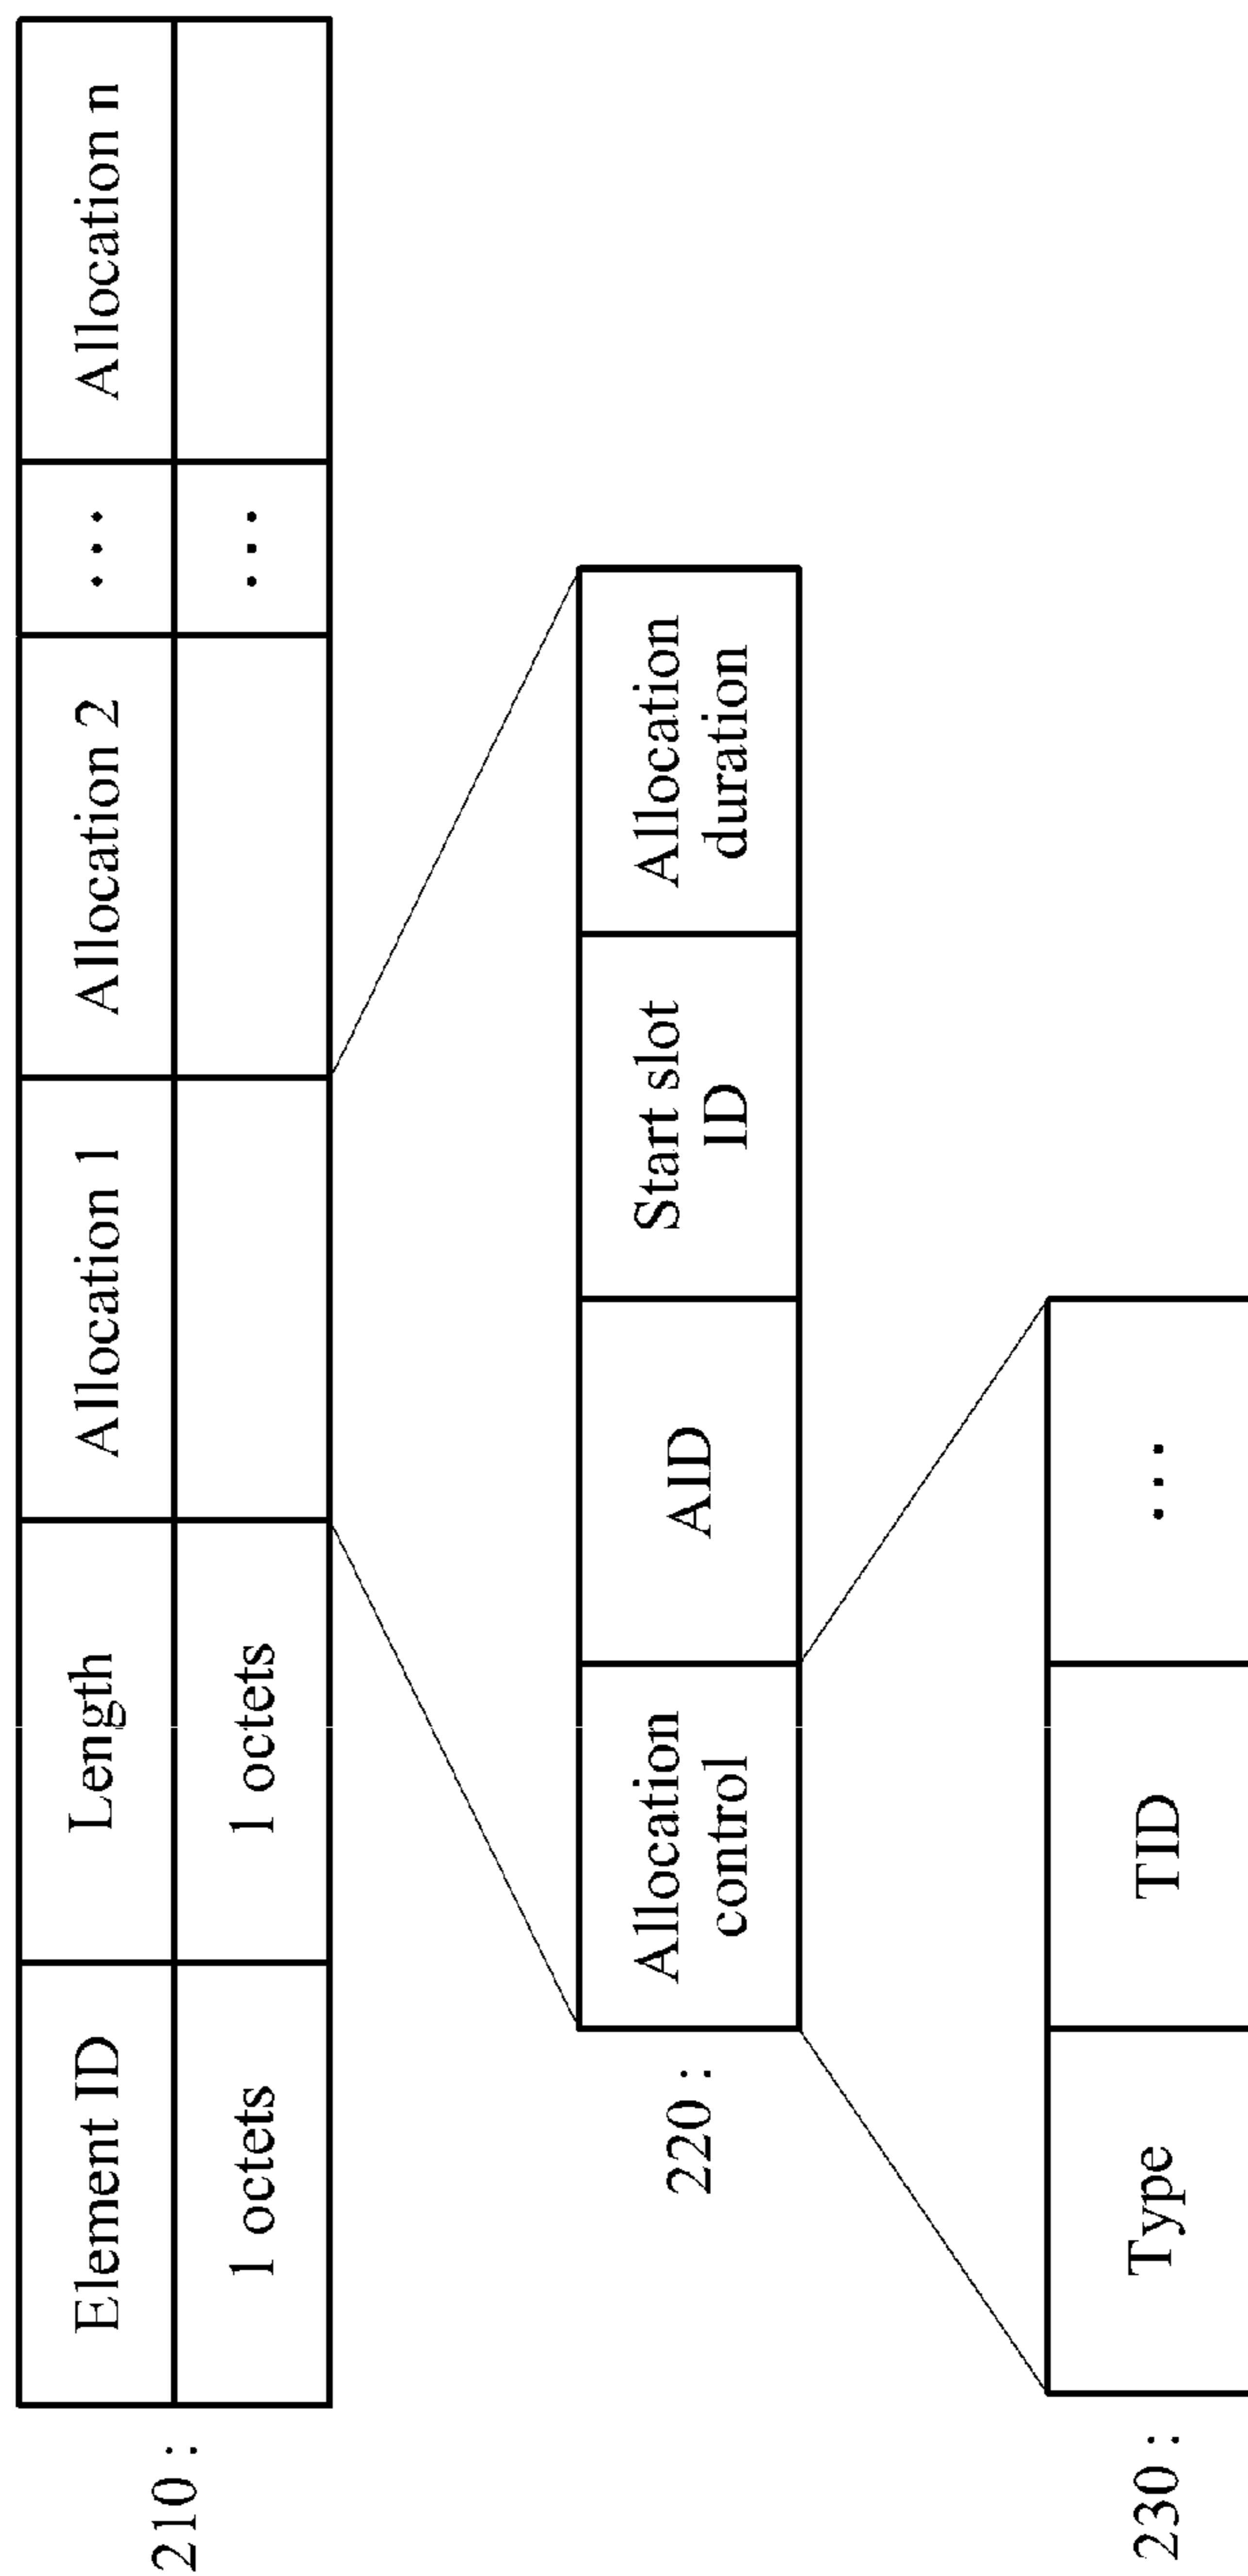 210 :
Element ID
Length
Allocation 1
Allocation 2
...
Allocation n
1 octets
1 octets
...
220 :
Allocation
control
AID
Start slot
ID
Allocation
duration
230 :
Type
TID
...